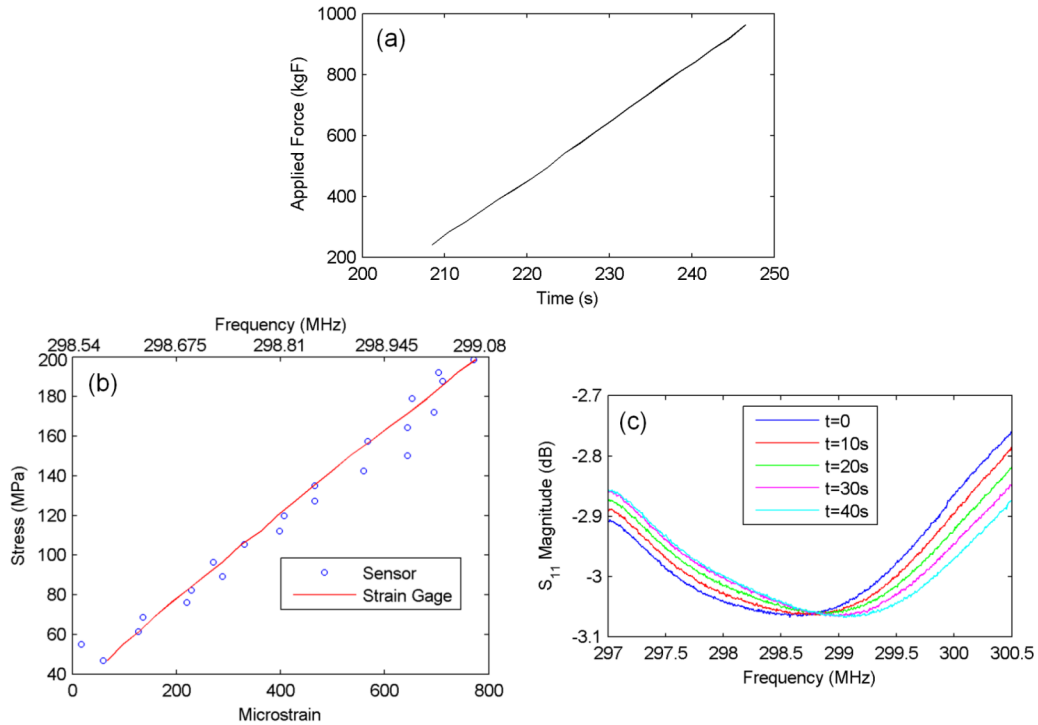 (a)
1000
800
600
400
200
Applied Force (kgF)
200 210 220 230 240 250
Time (s)
Frequency (MHz)
298.54 298.675 298.81 298.945 299.08
(b)
200
180
160
140
120
100
80
60
40
Stress (MPa)
Sensor
Strain Gage
0 200 400 600 800
Microstrain
(c)
-2.7
-2.8
-2.9
-3
-3.1
S11 Magnitude (dB)
t=0
t=10s
t=20s
t=30s
t=40s
297 297.5 298 298.5 299 299.5 300 300.5
Frequency (MHz)